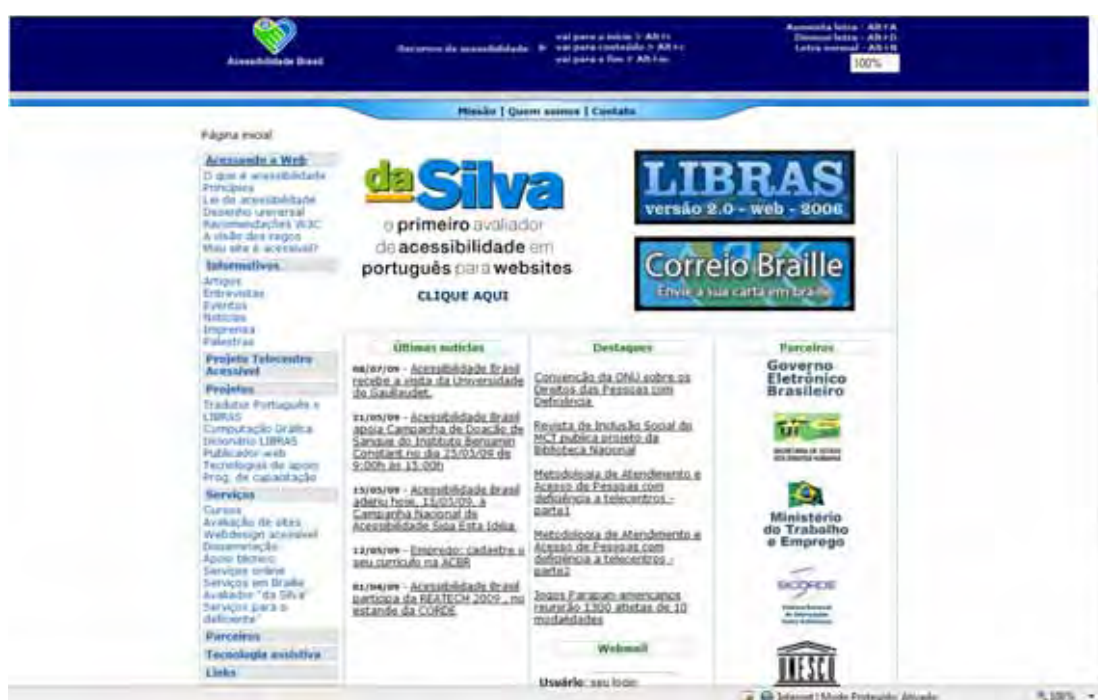 Aumenta letra - Alt+A
Diminui letra - Alt+D
Letra normal - Alt+N
100%
Recursos de acessibilidade
vai para o início > Alt+i
vai para conteúdo > Alt+c
vai para o fim > Alt+m
Acessibilidade Brasil
Missão | Quem somos | Contato
Página inicial
Acessando a Web
O que é acessibilidade
Princípios
Lei de acessibilidade
Desenho universal
Recomendações W3C
A visão dos cegos
Meu site é acessível?
Informativos
Artigos
Entrevistas
Eventos
Notícias
Imprensa
Palestras
Projeto Telecentro
Acessível
Projetos
Tradutor Português x
LIBRAS
Computação Gráfica
Dicionário LIBRAS
Publicador web
Tecnologias de apoio
Prog. de capacitação
Serviços
Cursos
Avaliação de sites
Webdesign acessível
Disseminação
Apoio técnico
Serviços online
Serviços em Braille
Avaliador "da Silva"
Serviços para o
deficiente
Parceiros
Tecnologia assistiva
Links
daSilva
o primeiro avaliador
de acessibilidade em
português para websites
CLIQUE AQUI
LIBRAS
versão 2.0 - web - 2006
Correio Braille
Envie a sua carta em braille
Últimas notícias
08/07/09 - Acessibilidade Brasil
recebe a visita da Universidade
de Gaullaudet.
21/05/09 - Acessibilidade Brasil
apoia Campanha de Doação de
Sangue do Instituto Benjamin
Constant no dia 25/05/09 de
9:00h às 15:00h
15/05/09 - Acessibilidade Brasil
aderiu hoje, 15/05/09, a
Campanha Nacional de
Acessibilidade Siga Esta Idéia.
12/05/09 - Emprego: cadastre o
seu currículo na ACBR
01/04/09 - Acessibilidade Brasil
participa da REATECH 2009 , no
estande da CORDE.
Destaques
Convenção da ONU sobre os
Direitos das Pessoas com
Deficiência.
Revista de Inclusão Social do
MCT publica projeto da
Biblioteca Nacional
Metodologia de Atendimento e
Acesso de Pessoas com
deficiência a telecentros -
parte1
Metodologia de Atendimento e
Acesso de Pessoas com
deficiência a telecentros -
parte2
Jogos Parapan-americanos
reunirão 1300 atletas de 10
modalidades
Webmail
Usuário: seu login
Parceiros
Governo
Eletrônico
Brasileiro
Ministério
do Trabalho
e Emprego
SICORDE
UNESCO
Internet | Modo Protegido: Ativado
100%